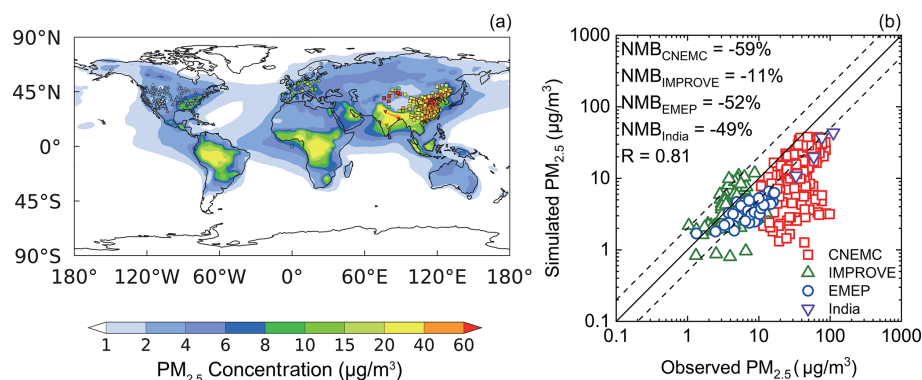 (a)
90°N
45°N
0°
45°S
90°S
180°
120°W
60°W
0°
60°E
120°E
180°
1 2 4 6 8 10 15 20 40 60
PM2.5 Concentration (µg/m³)
(b)
NMBCNEMC = -59%
NMBIMPROVE = -11%
NMBEMEP = -52%
NMBIndia = -49%
R = 0.81
Simulated PM2.5 (µg/m³)
1000
100
10
1
0.1
CNEMC
IMPROVE
EMEP
India
0.1 1 10 100 1000
Observed PM2.5 (µg/m³)